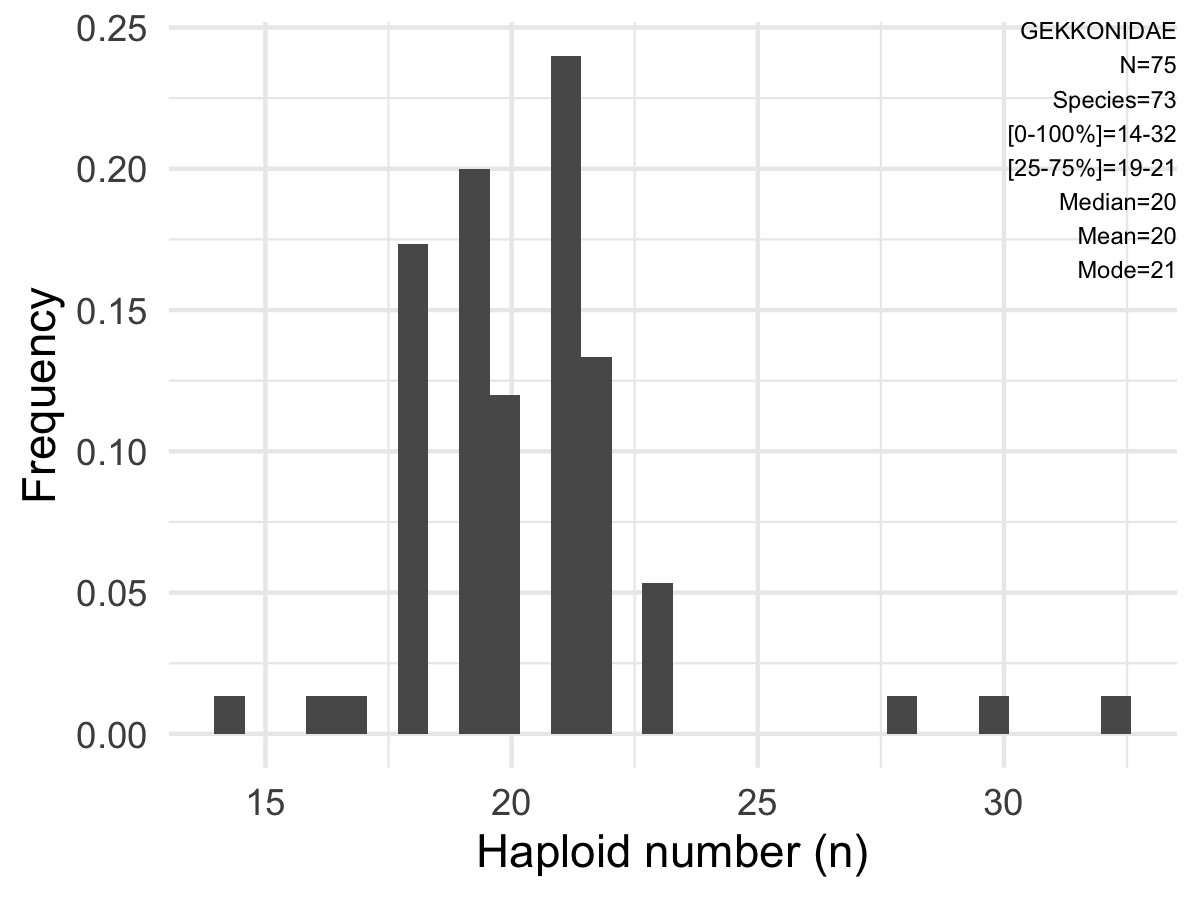 GEKKONIDAE
N=75
Species=73
[0-100%]=14-32
[25-75%]=19-21
Median=20
Mean=20
Mode=21
Frequency
0.25
0.20
0.15
0.10
0.05
0.00
15 20 25 30
Haploid number (n)